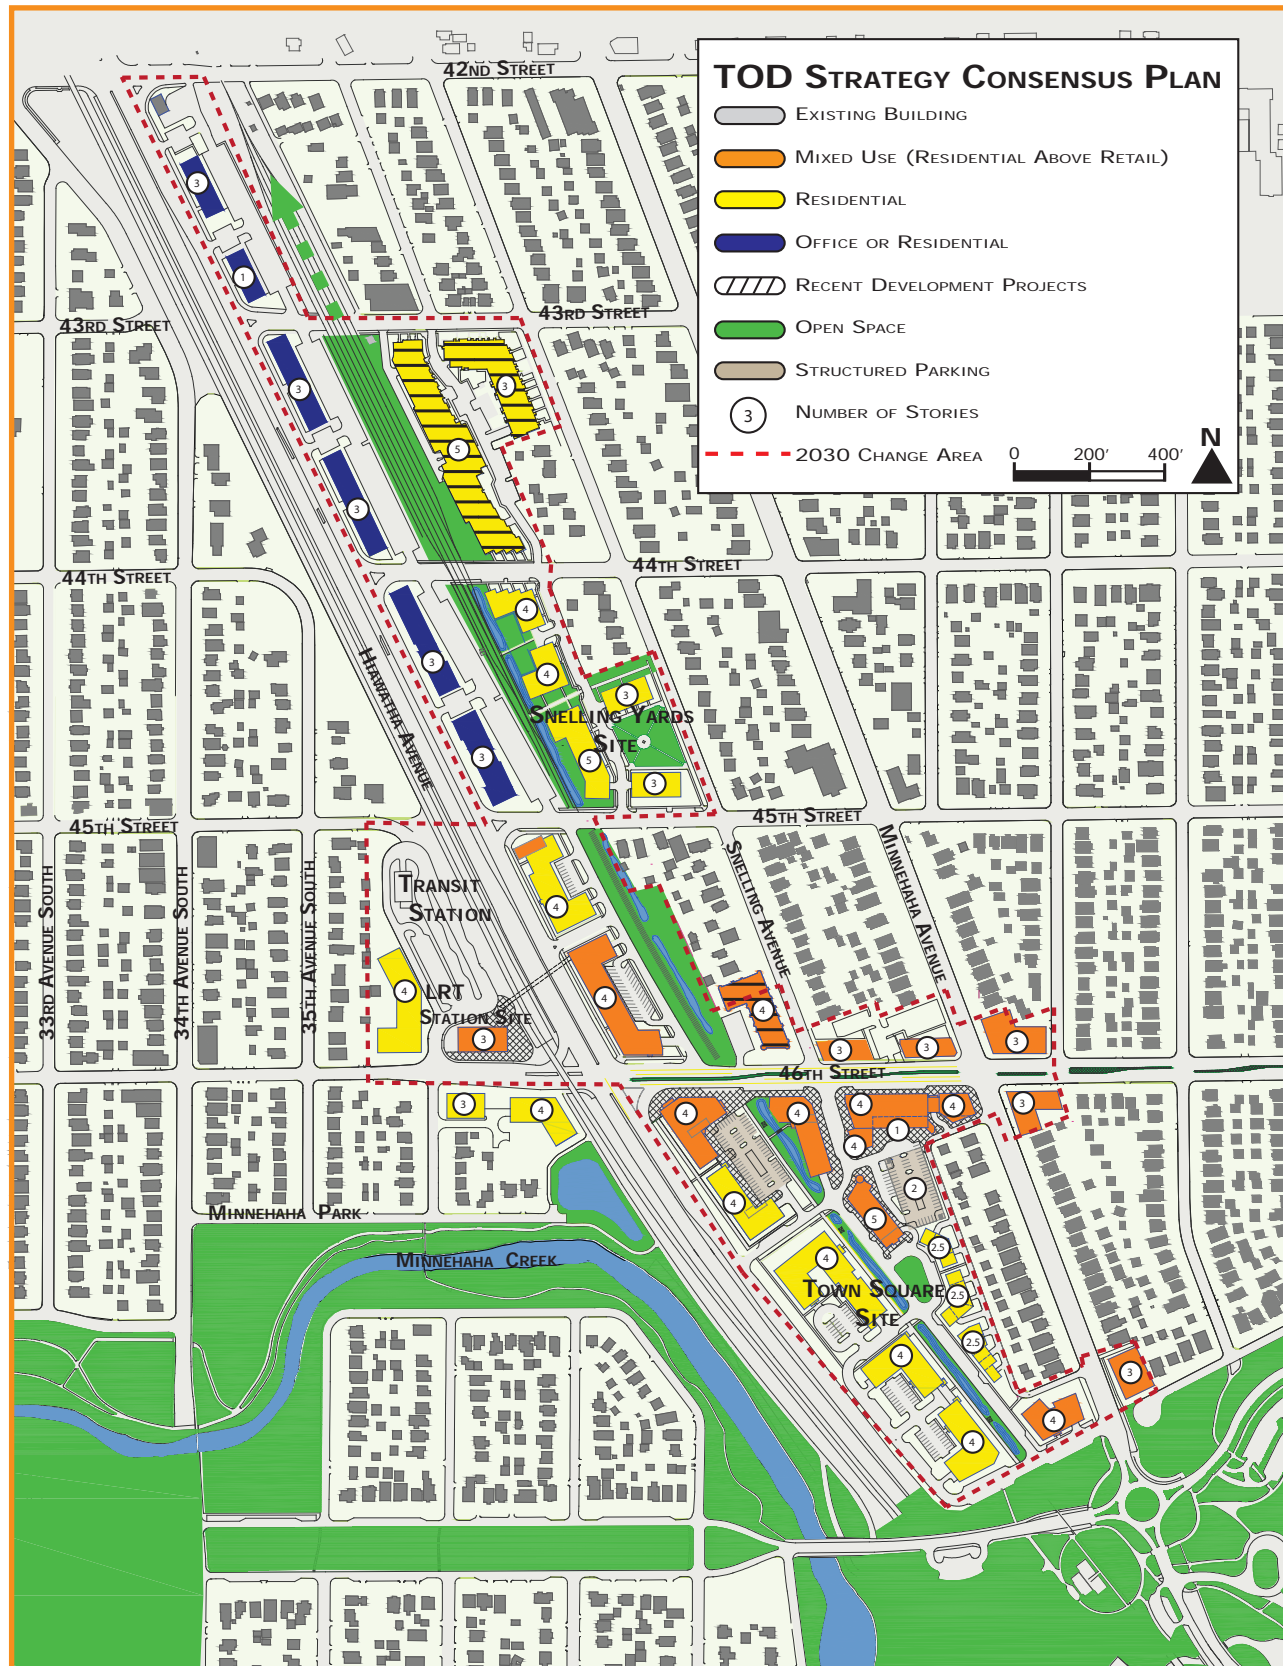 42ND STREET
TOD STRATEGY CONSENSUS PLAN
EXISTING BUILDING
MIXED USE (RESIDENTIAL ABOVE RETAIL)
RESIDENTIAL
OFFICE OR RESIDENTIAL
RECENT DEVELOPMENT PROJECTS
OPEN SPACE
STRUCTURED PARKING
3
NUMBER OF STORIES
2030 CHANGE AREA
0
200'
400'
N
3
1
43RD STREET
43RD STREET
3
3
5
3
44TH STREET
44TH STREET
4
3
HIAWATHA AVENUE
4
3
SNELLING YARDS
SITE
3
5
3
45TH STREET
45TH STREET
33RD AVENUE SOUTH
34TH AVENUE SOUTH
35TH AVENUE SOUTH
SNELLING AVENUE
MINNEHAHA AVENUE
TRANSIT
STATION
4
4
LRT
STATION SITE
4
3
4
3
3
3
46TH STREET
3
4
4
4
4
4
3
1
4
2
4
5
MINNEHAHA PARK
MINNEHAHA CREEK
4
2.5
TOWN SQUARE
SITE
2.5
2.5
4
3
4
4